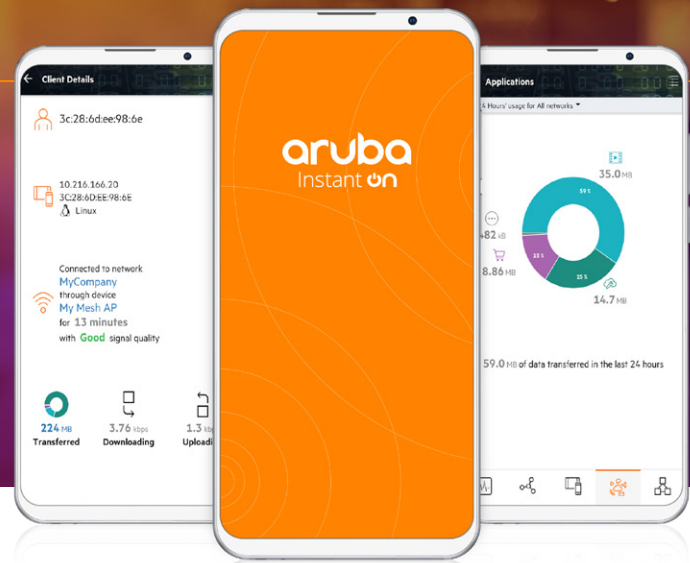 Client Details
3c:28:6d:ee:98:6e
10.216.166.20
3C:28:6D:EE:98:6E
Linux
Connected to network
MyCompany
through device
My Mesh AP
for 13 minutes
with Good signal quality
224 MB
Transferred
3.76 kbps
Downloading
1.3
aruba
Instant on
Applications
Hours' usage for All networks
35.0 MB
59%
82 kB
8.86 MB
15%
25%
14.7 MB
59.0 MB of data transferred in the last 24 hours